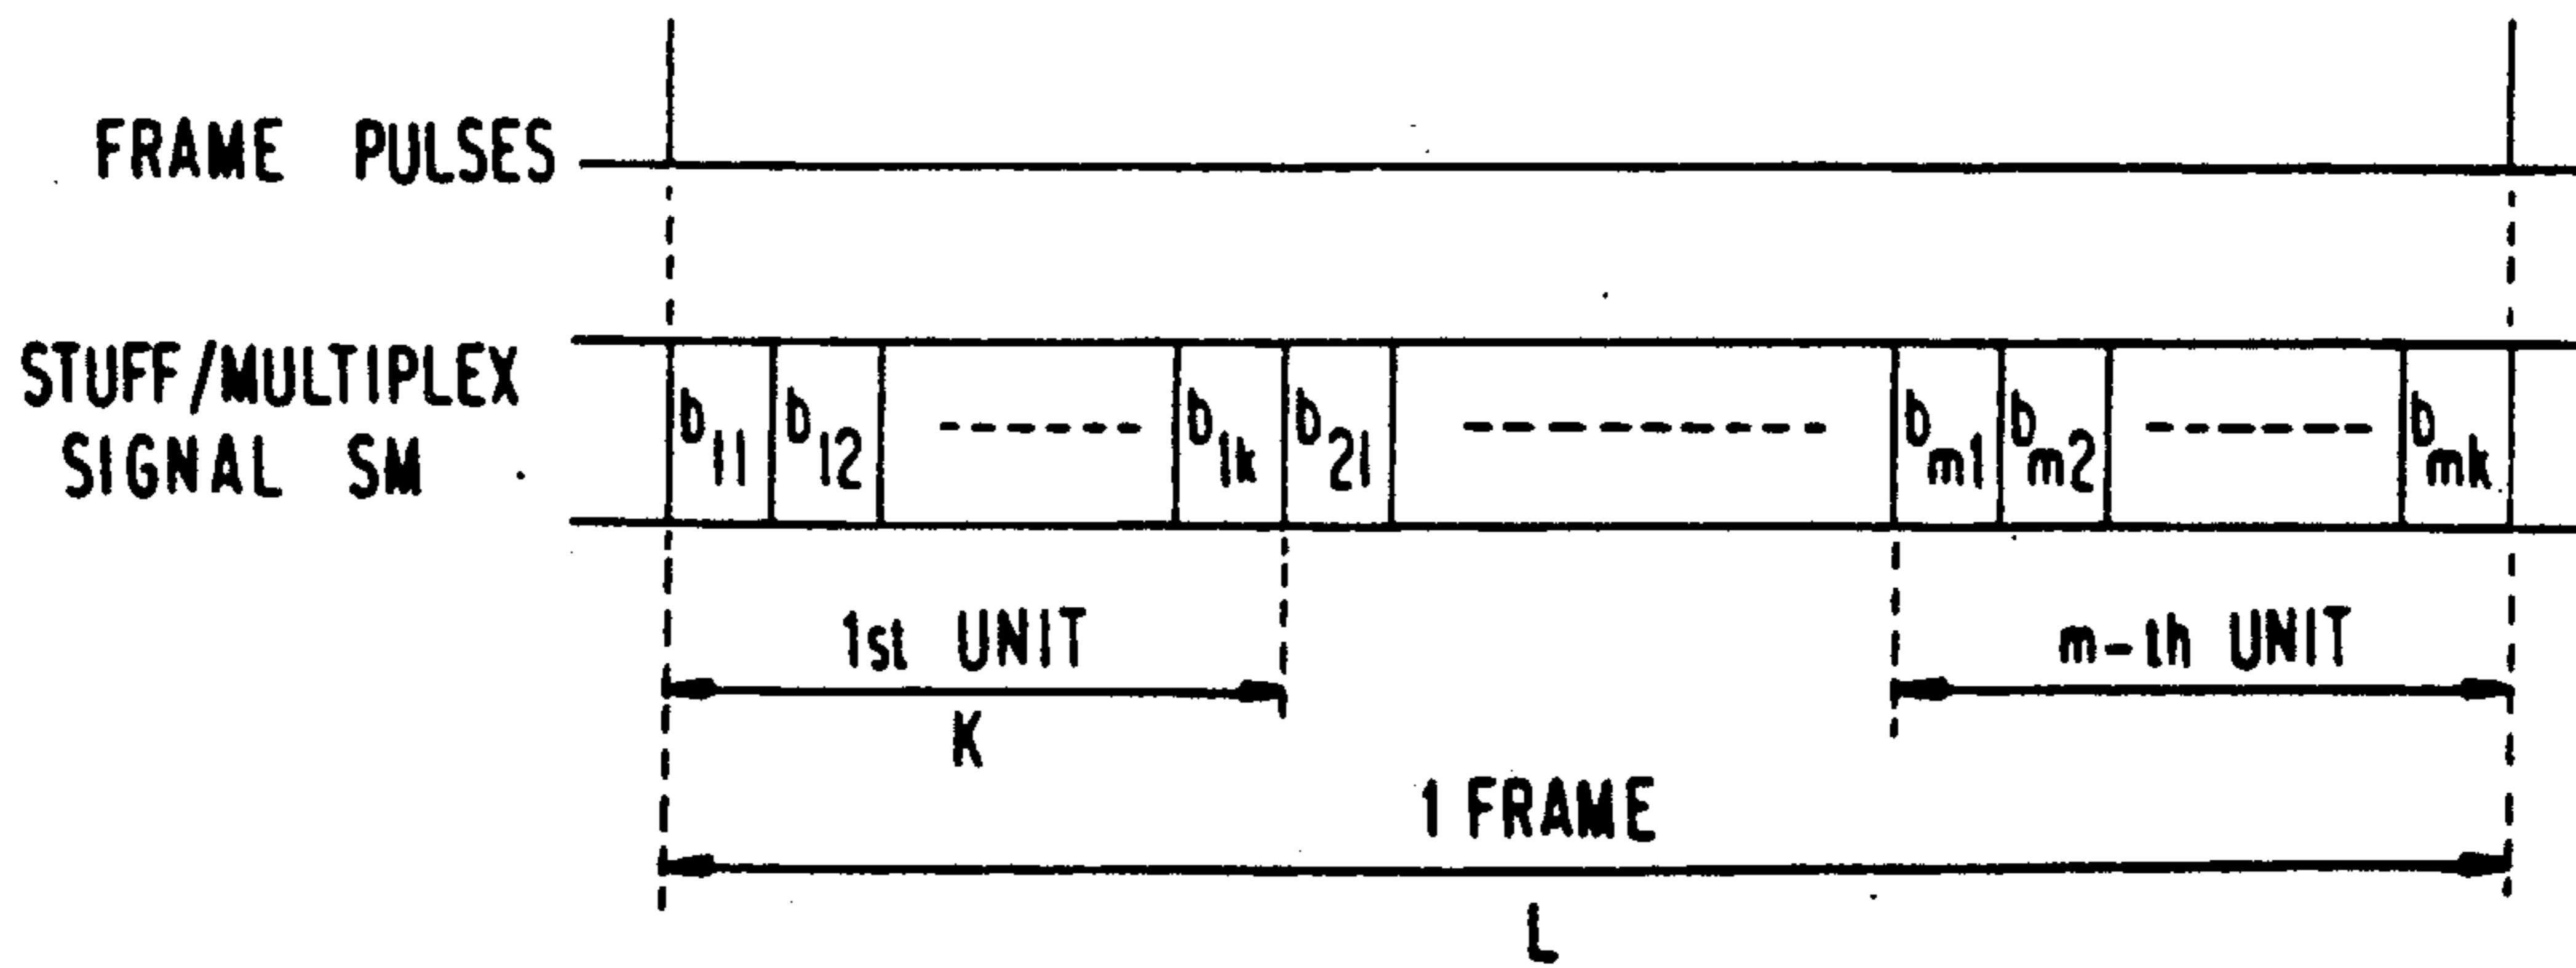 FRAME PULSES
STUFF/MULTIPLEX
SIGNAL SM
b11 b12 b1k b21 bm1 bm2 bmk
1st UNIT m-th UNIT
K
1 FRAME
L